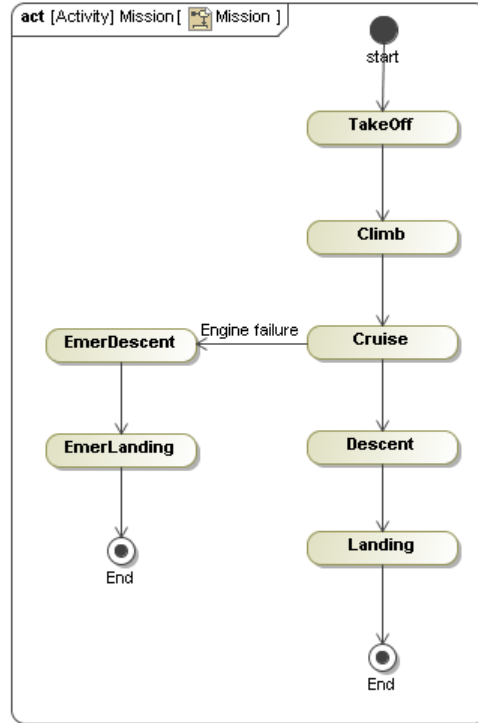 act [Activity] Mission [ Mission ]
start
TakeOff
Climb
Engine failure
EmerDescent
Cruise
EmerLanding
Descent
Landing
End
End